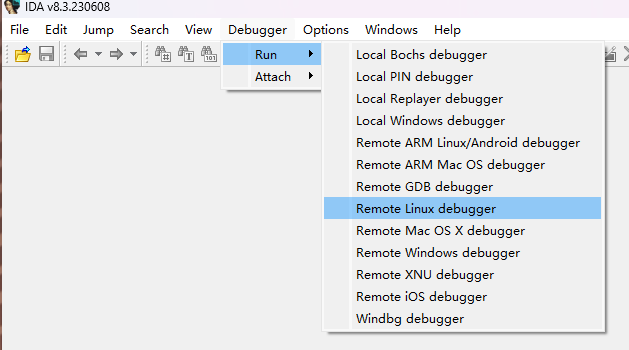 IDA v8.3.230608
File Edit Jump Search View Debugger Options Windows Help
Run
Attach
Local Bochs debugger
Local PIN debugger
Local Replayer debugger
Local Windows debugger
Remote ARM Linux/Android debugger
Remote ARM Mac OS debugger
Remote GDB debugger
Remote Linux debugger
Remote Mac OS X debugger
Remote Windows debugger
Remote XNU debugger
Remote iOS debugger
Windbg debugger